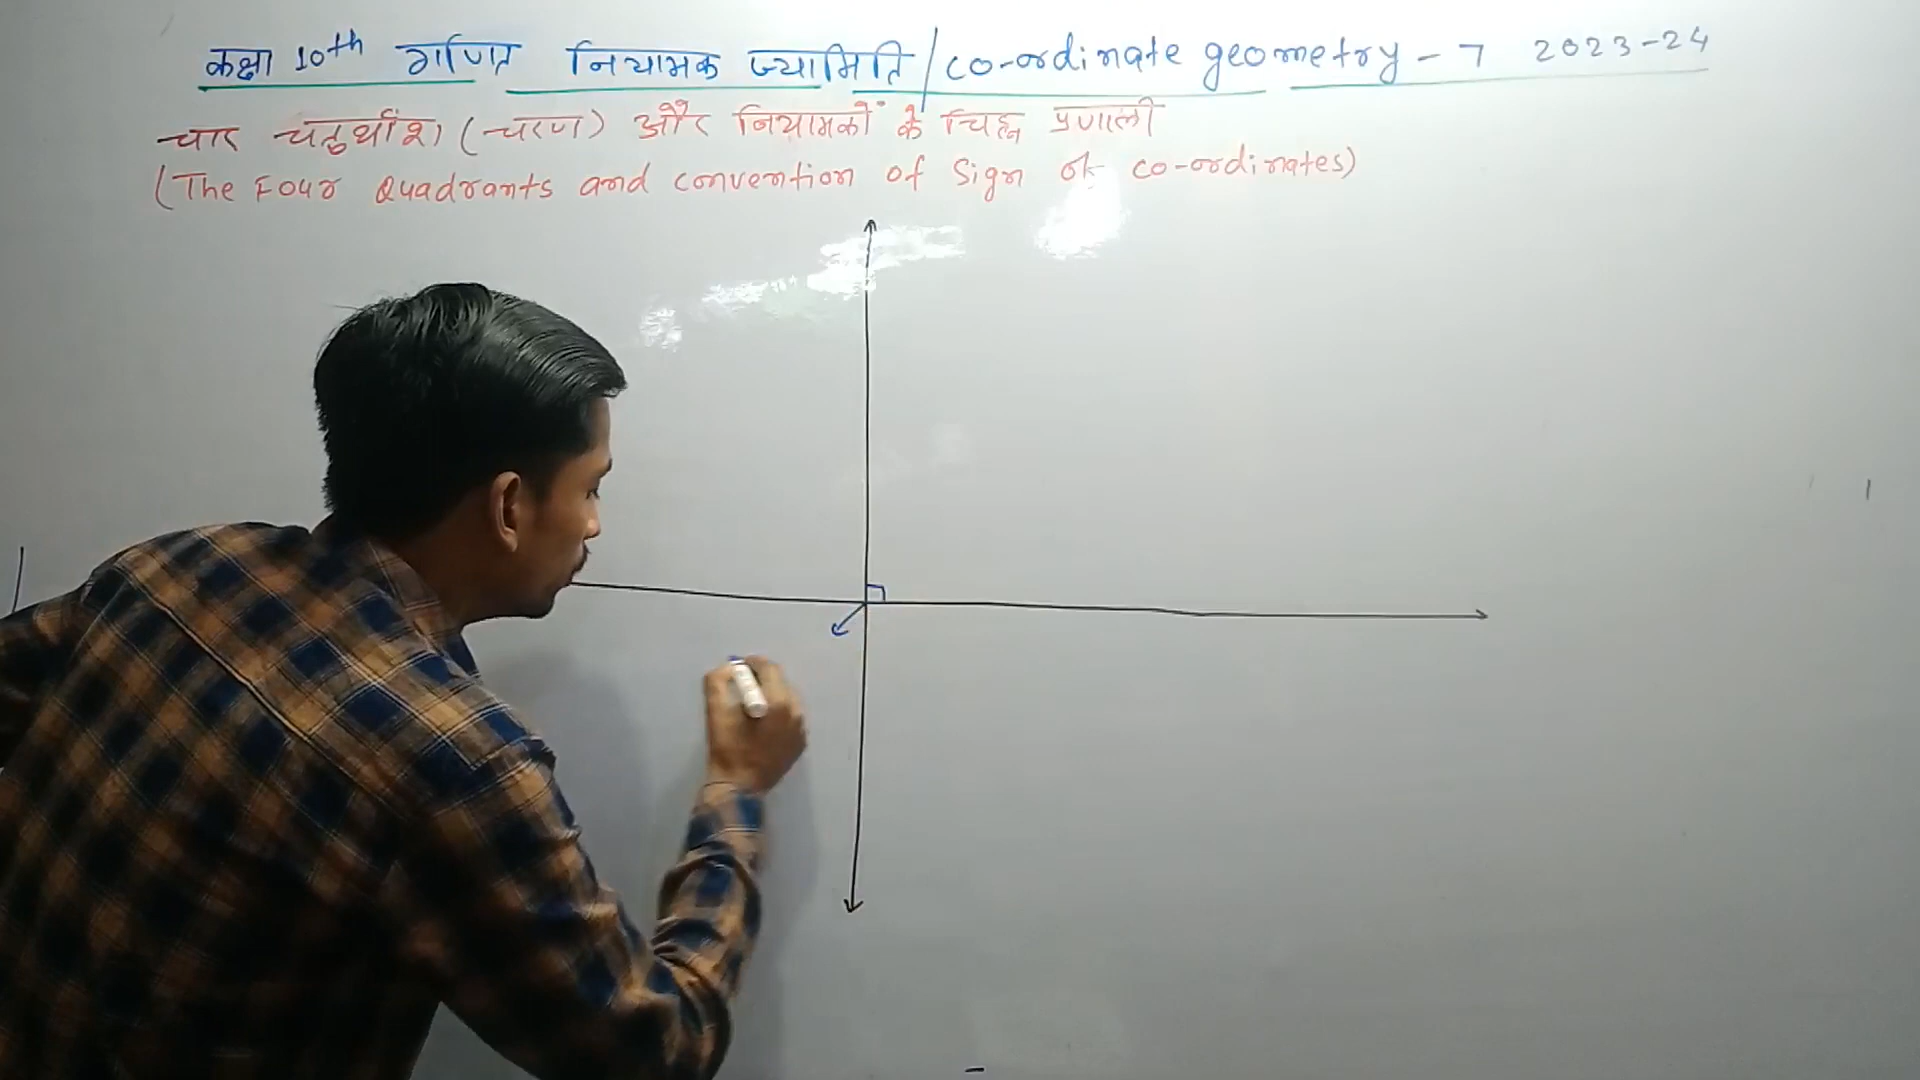 कक्षा 10th गणित नियामक ज्यामिति / co-ordinate geometry - 7 2023-24
चार चतुर्थांश (चरण) और नियामकों के चिह्न प्रणाली
(The Four Quadrants and convention of Sign of co-ordinates)